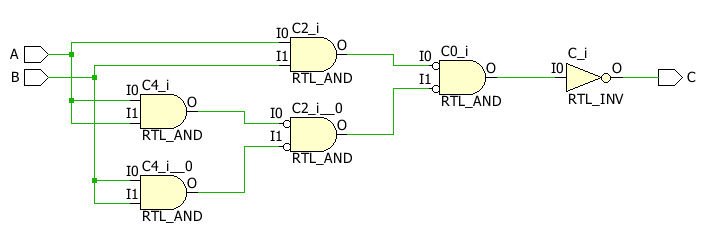 C2_i
I0 O
I1
RTL_AND
A
B
C0_i
I0 O
I1
RTL_AND
C_i
I0 O
RTL_INV
C
C4_i
I0 O
I1
RTL_AND
C2_i__0
I0 O
I1
RTL_AND
C4_i__0
I0 O
I1
RTL_AND